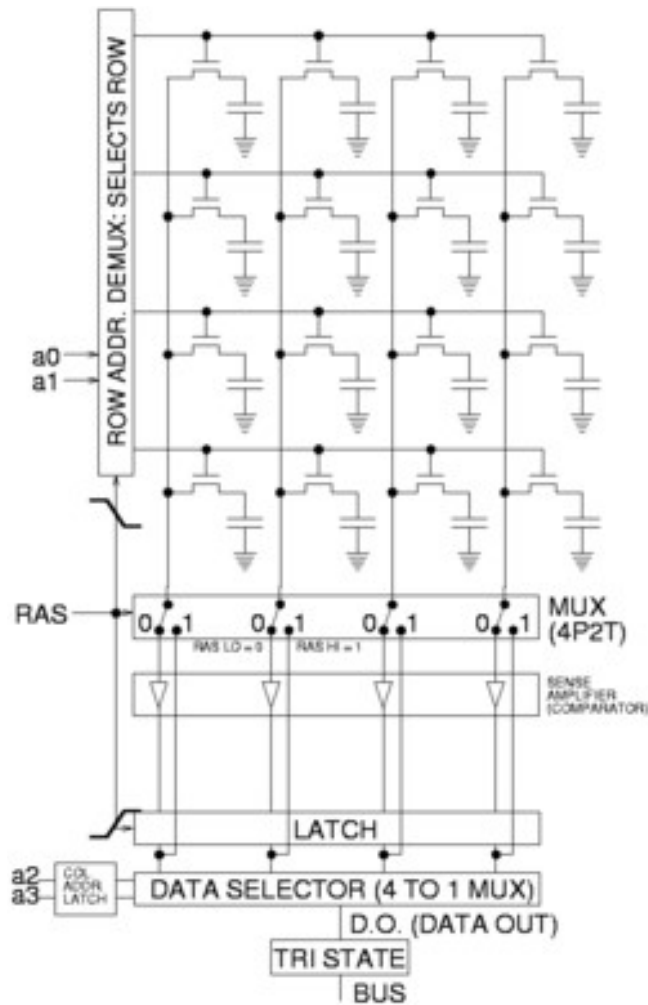 ROW ADDR. DEMUX: SELECTS ROW
a0
a1
RAS
0 1 0 1 0 1 0 1
RAS LO = 0 RAS HI = 1
MUX
(4P2T)
SENSE
AMPLIFIER
(COMPARATOR)
LATCH
a2
a3
COL.
ADDR.
LATCH
DATA SELECTOR (4 TO 1 MUX)
D.O. (DATA OUT)
TRI STATE
BUS